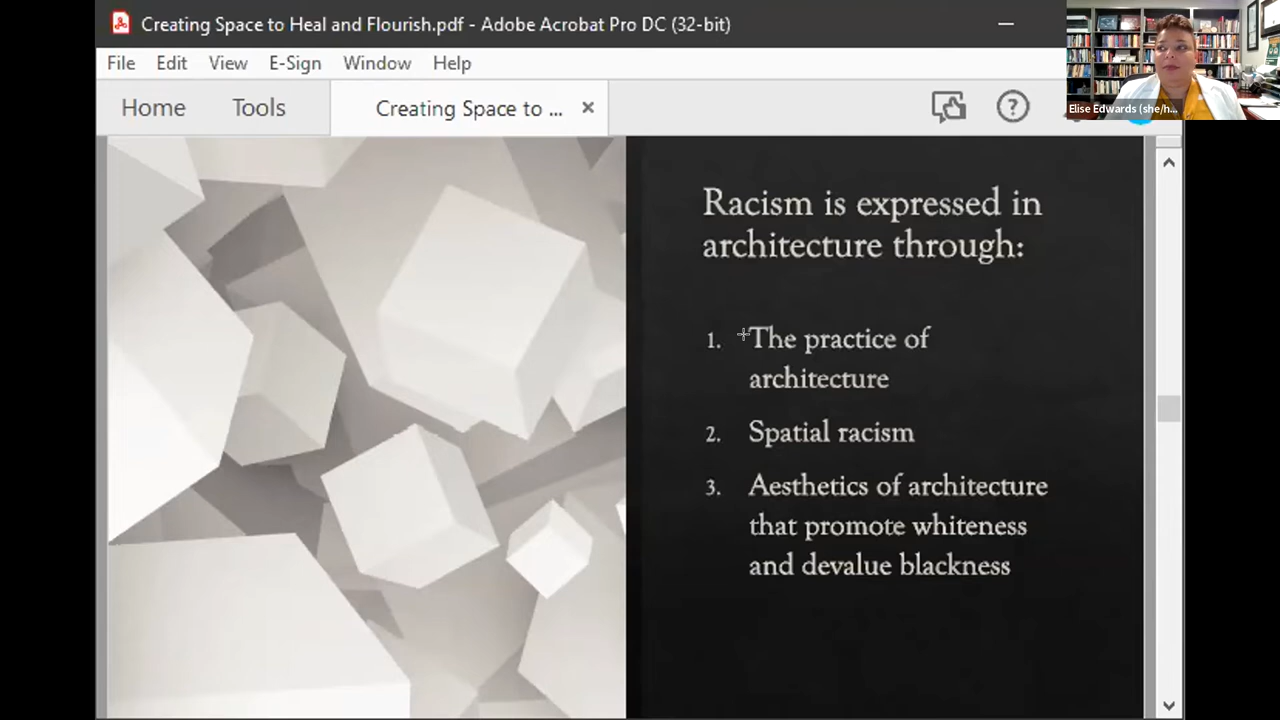 Creating Space to Heal and Flourish.pdf - Adobe Acrobat Pro DC (32-bit)
File Edit View E-Sign Window Help
Home Tools Creating Space to ...
Elise Edwards (she/h...
Racism is expressed in
architecture through:
1. The practice of
architecture
2. Spatial racism
3. Aesthetics of architecture
that promote whiteness
and devalue blackness